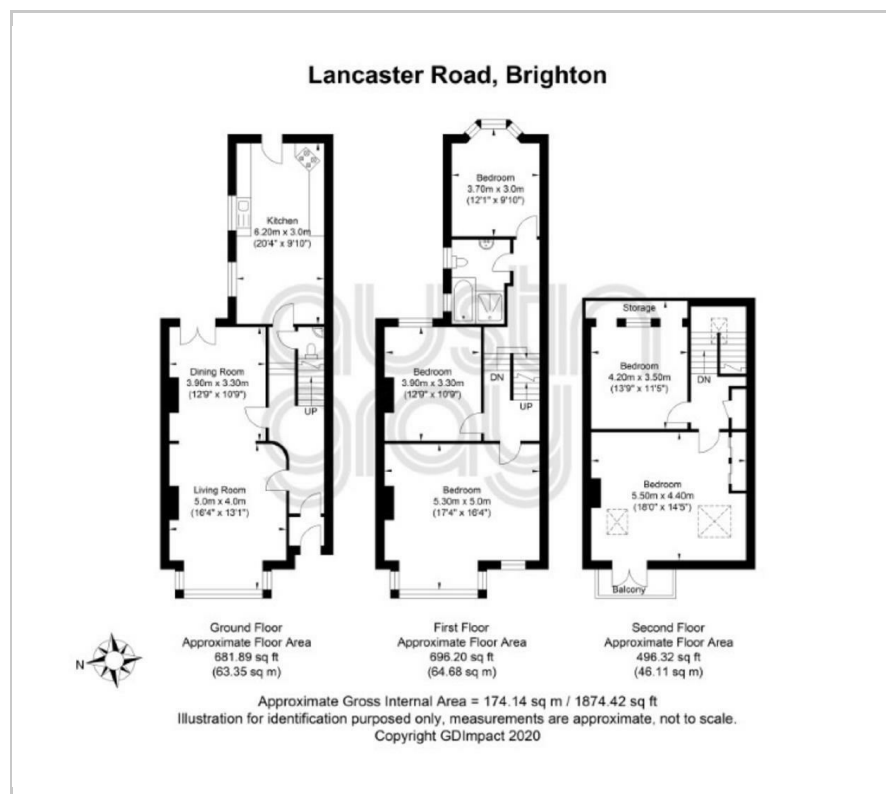 Lancaster Road, Brighton
Kitchen
6.20m x 3.0m
(20'4" x 9'10)
Dining Room
3.90m x 3.30m
(12'9" x 10'9)
UP
Living Room
5.0m x 4.0m
(16'4" x 13'1)
Bedroom
3.70m x 3.0m
(12'1" x 9'10)
Bedroom
3.90m x 3.30m
(12'9" x 10'9)
DN
UP
Bedroom
5.30m x 5.0m
(17'4" x 16'4)
Storage
Bedroom
4.20m x 3.50m
(13'9" x 11'5)
DN
Bedroom
5.50m x 4.40m
(18'0" x 14'5)
Balcony
austin
gray
Ground Floor
Approximate Floor Area
681.89 sq ft
(63.35 sq m)
First Floor
Approximate Floor Area
696.20 sq ft
(64.68 sq m)
Second Floor
Approximate Floor Area
496.32 sq ft
(46.11 sq m)
N
Approximate Gross Internal Area = 174.14 sq m / 1874.42 sq ft
Illustration for identification purposed only, measurements are approximate, not to scale.
Copyright GDImpact 2020